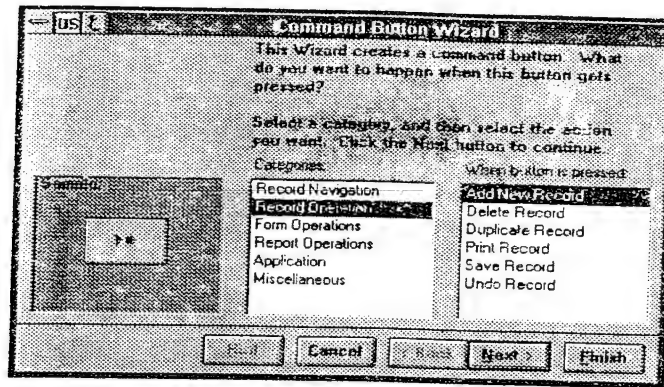 US
Command Button Wizard
This Wizard creates a command button. What
do you want to happen when this button gets
pressed?
Select a category, and then select the action
you want. Click the Next button to continue.
Categories:
When button is pressed:
Record Navigation
Record Operations
Form Operations
Report Operations
Application
Miscellaneous
Add New Record
Delete Record
Duplicate Record
Print Record
Save Record
Undo Record
Cancel
< Back
Next >
Finish